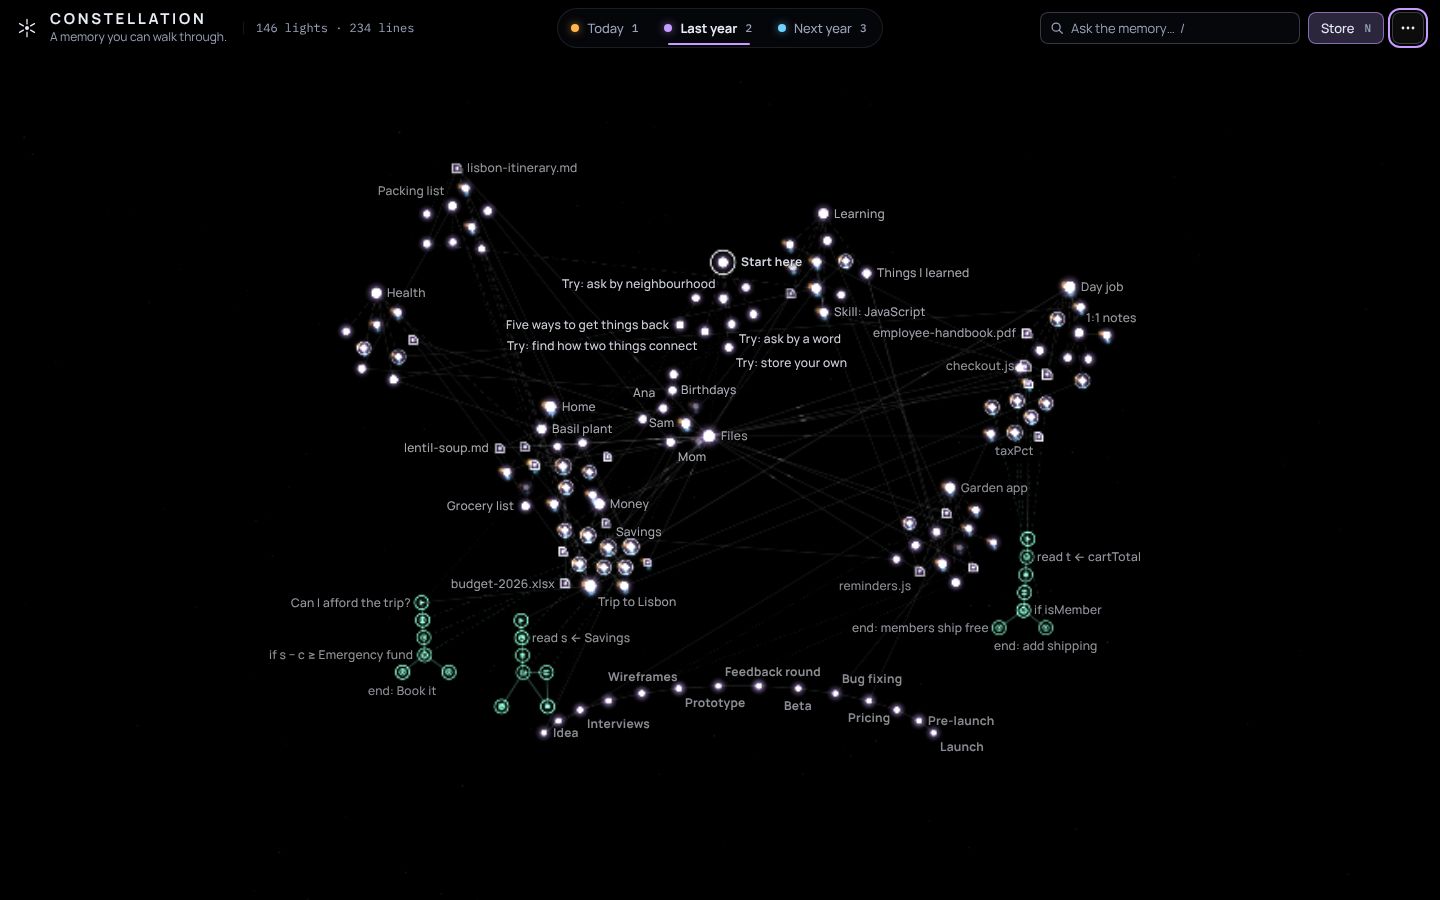 CONSTELLATION
A memory you can walk through.
146 lights · 234 lines
Today 1
Last year 2
Next year 3
Ask the memory… /
Store N
lisbon-itinerary.md
Packing list
Learning
Start here
Things I learned
Try: ask by neighbourhood
Health
Day job
Skill: JavaScript
1:1 notes
Five ways to get things back
employee-handbook.pdf
Try: ask by a word
Try: find how two things connect
Try: store your own
checkout.js
Ana
Birthdays
Home
Sam
Basil plant
Files
lentil-soup.md
Mom
taxPct
Garden app
Grocery list
Money
Savings
read t ← cartTotal
budget-2026.xlsx
reminders.js
Can I afford the trip?
Trip to Lisbon
if isMember
end: members ship free
read s ← Savings
end: add shipping
if s − c ≥ Emergency fund
Wireframes
Feedback round
Bug fixing
end: Book it
Prototype
Beta
Pricing
Pre-launch
Interviews
Idea
Launch